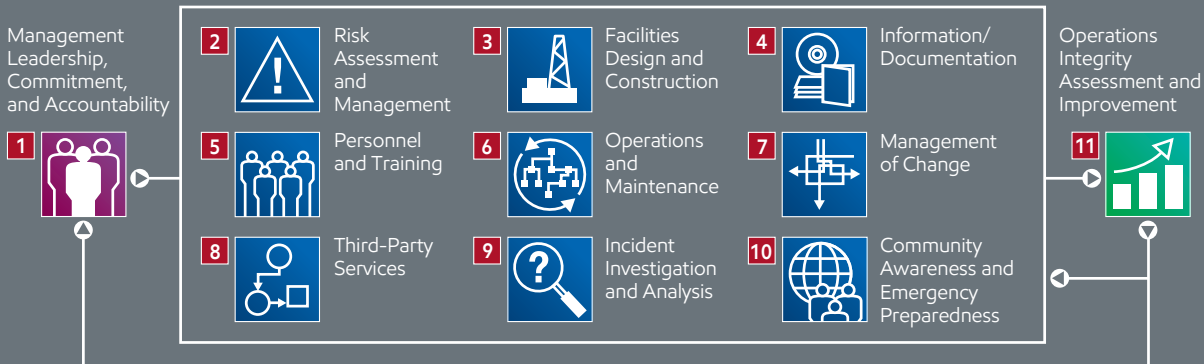 Management
Leadership,
Commitment,
and Accountability
1
2
Risk
Assessment
and
Management
3
Facilities
Design and
Construction
4
Information/
Documentation
5
Personnel
and Training
6
Operations
and
Maintenance
7
Management
of Change
8
Third-Party
Services
9
?
Incident
Investigation
and Analysis
10
Community
Awareness and
Emergency
Preparedness
Operations
Integrity
Assessment and
Improvement
11